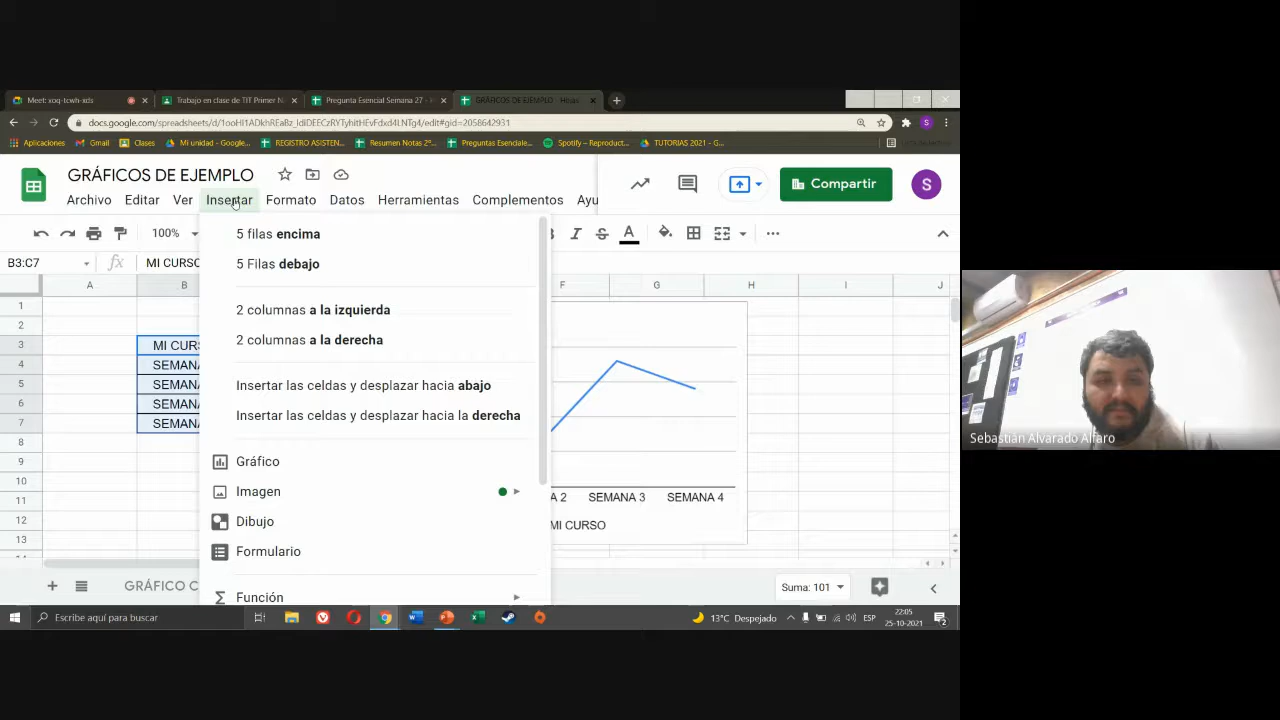 Meet: xoq-tcwh-xds
Trabajo en clase de TIT Primer N
Pregunta Esencial Semana 27 -
GRÁFICOS DE EJEMPLO - Hojas
Aplicaciones
Gmail
Clases
Mi unidad - Google...
REGISTRO ASISTEN...
Resumen Notas 2º...
Preguntas Esenciale...
Spotify – Reproduct...
TUTORIAS 2021 - G...
GRÁFICOS DE EJEMPLO
Compartir
S
Archivo Editar Ver Insertar Formato Datos Herramientas Complementos Ayu
100%
B3:C7
fx
MI CURSO
A B F G H I J
1
2
3 MI CURS
4 SEMANA
5 SEMANA
6 SEMANA
7 SEMANA
8
9
10
11
12
13
5 filas encima
5 Filas debajo
2 columnas a la izquierda
2 columnas a la derecha
Insertar las celdas y desplazar hacia abajo
Insertar las celdas y desplazar hacia la derecha
Gráfico
Imagen
Dibujo
Formulario
Función
A 2 SEMANA 3 SEMANA 4
MI CURSO
GRÁFICO C
Suma: 101
Escribe aquí para buscar
13°C Despejado
ESP
22:05
25-10-2021
Sebastián Alvarado Alfaro